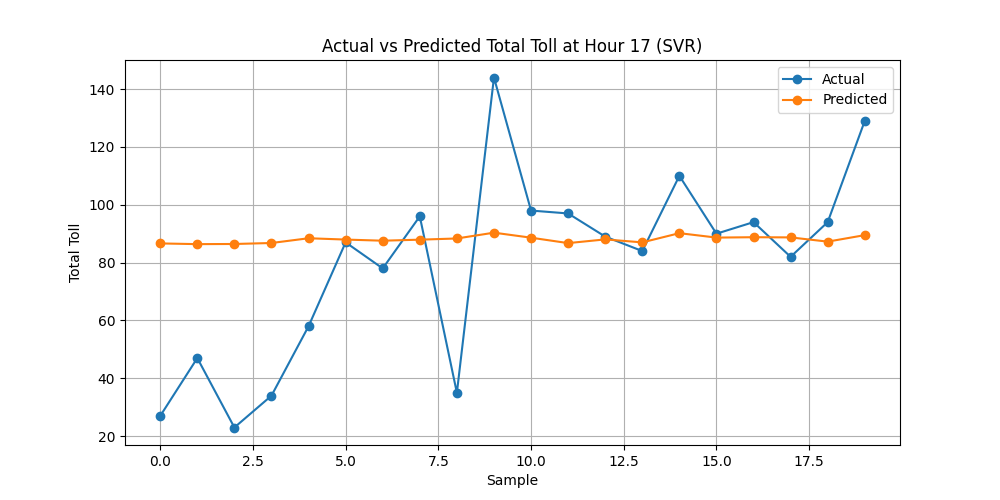 Actual vs Predicted Total Toll at Hour 17 (SVR)
Actual
Predicted
Total Toll
140
120
100
80
60
40
20
0.0 2.5 5.0 7.5 10.0 12.5 15.0 17.5
Sample